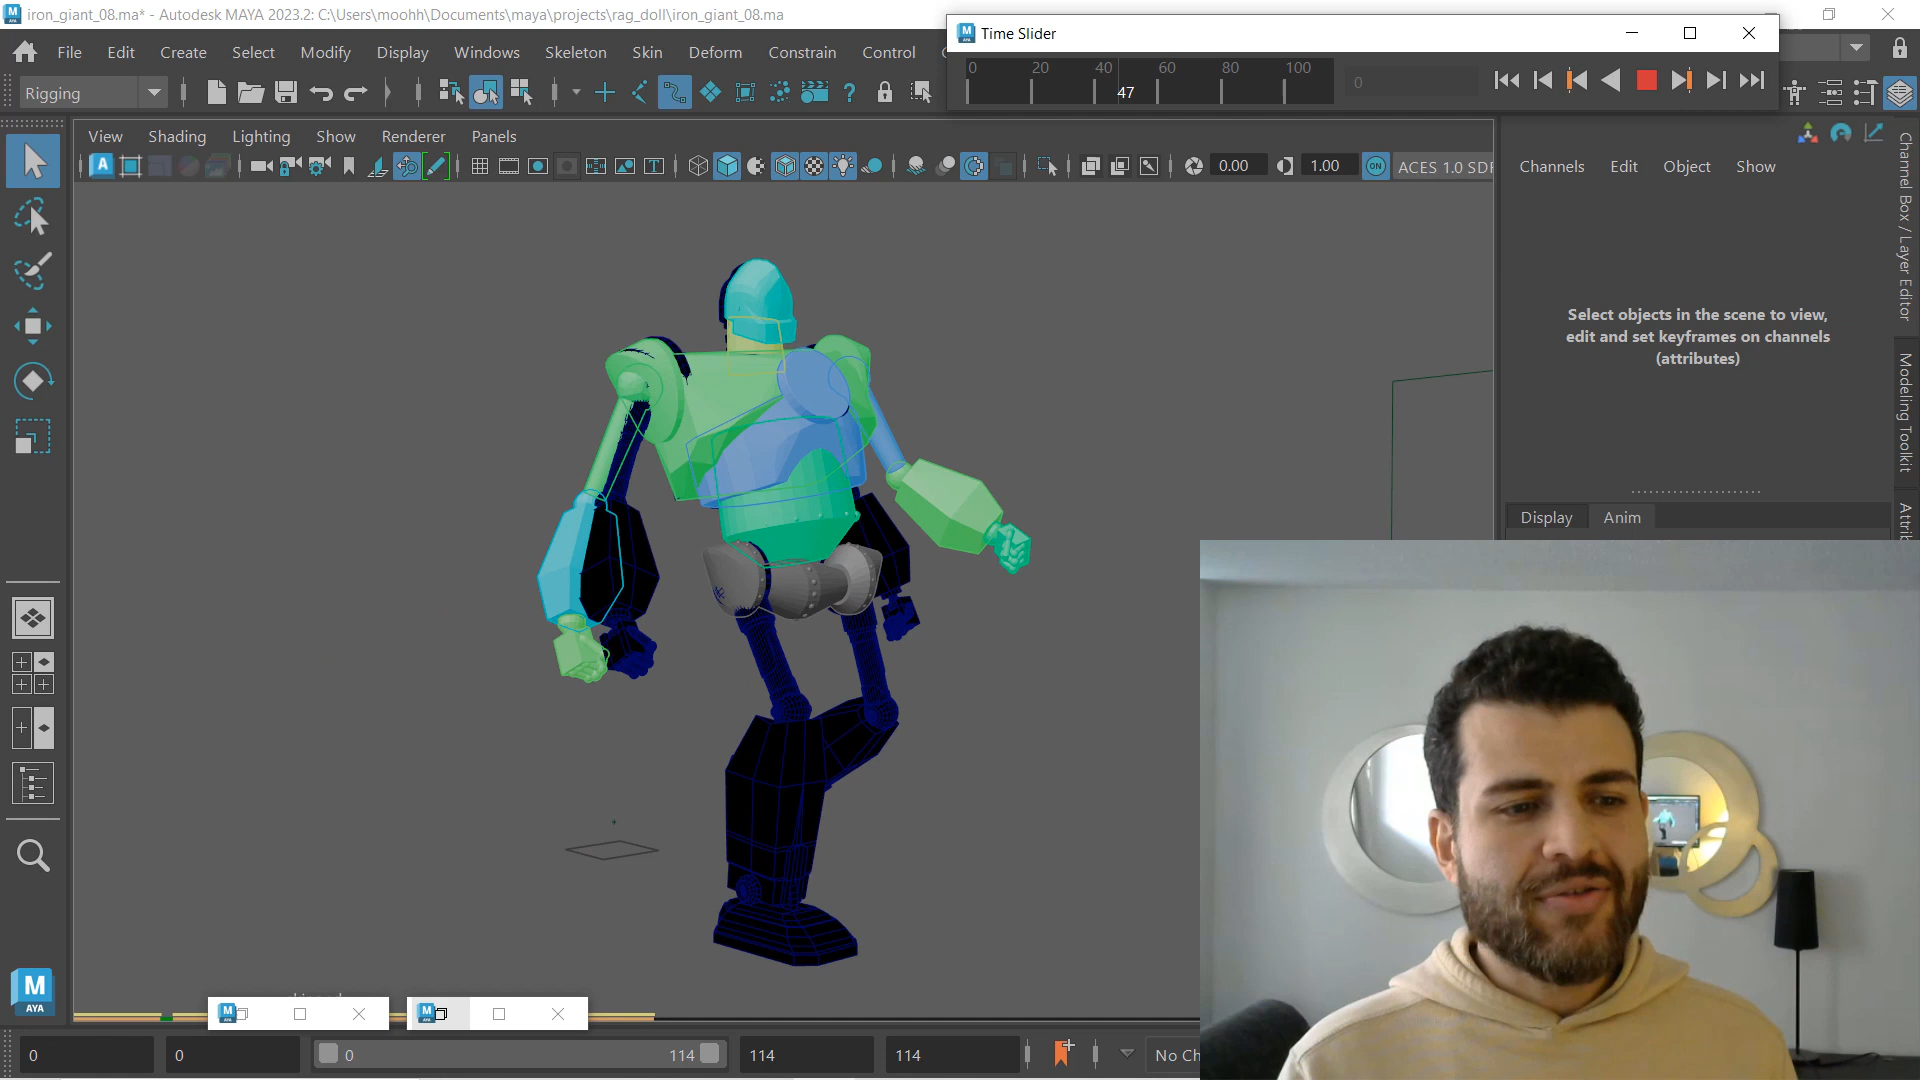 iron_giant_08.ma* - Autodesk MAYA 2023.2: C:\Users\moohh\Documents\maya\projects\rag_doll\iron_giant_08.ma
Time Slider
File Edit Create Select Modify Display Windows Skeleton Skin Deform Constrain Control
0 20 40 60 80 100
47
0
Rigging
View Shading Lighting Show Renderer Panels
0.00 1.00 ON ACES 1.0 SDR
Channels Edit Object Show
Channel Box / Layer Editor
Select objects in the scene to view,
edit and set keyframes on channels
(attributes)
Modeling Toolkit
Display Anim
Attrib
M
AYA
0 0 0 114 114 114 No Ch